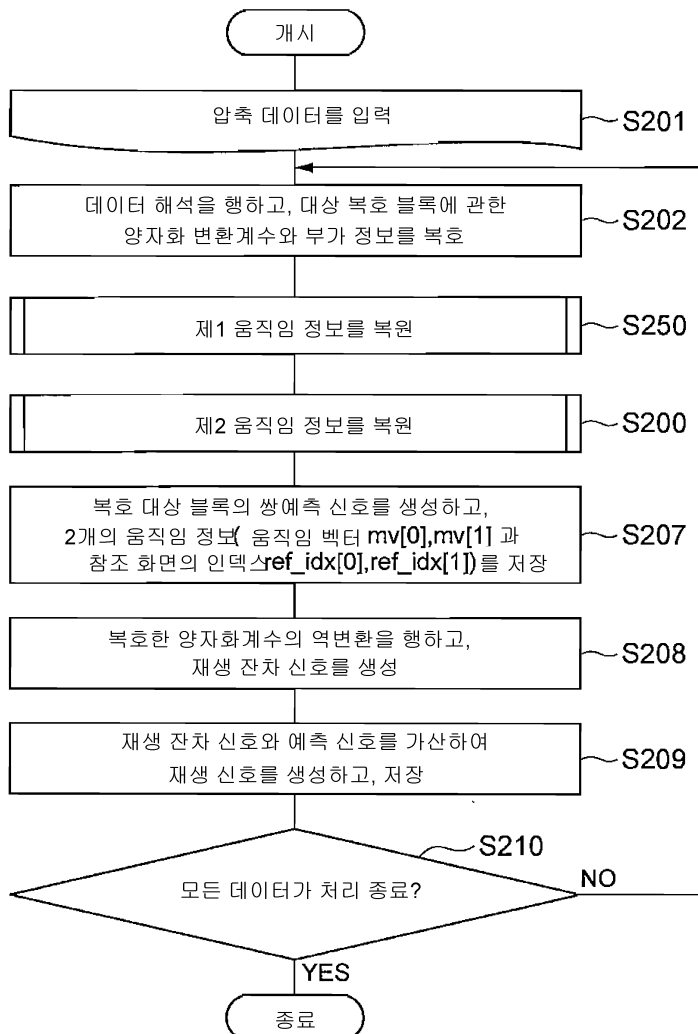 개시
압축 데이터를 입력
S201
데이터 해석을 행하고, 대상 복호 블록에 관한
양자화 변환계수와 부가 정보를 복호
S202
제1 움직임 정보를 복원
S250
제2 움직임 정보를 복원
S200
복호 대상 블록의 쌍예측 신호를 생성하고,
2개의 움직임 정보( 움직임 벡터 mv[0],mv[1] 과
참조 화면의 인덱스ref_idx[0],ref_idx[1])를 저장
S207
복호한 양자화계수의 역변환을 행하고,
재생 잔차 신호를 생성
S208
재생 잔차 신호와 예측 신호를 가산하여
재생 신호를 생성하고, 저장
S209
S210
모든 데이터가 처리 종료?
NO
YES
종료